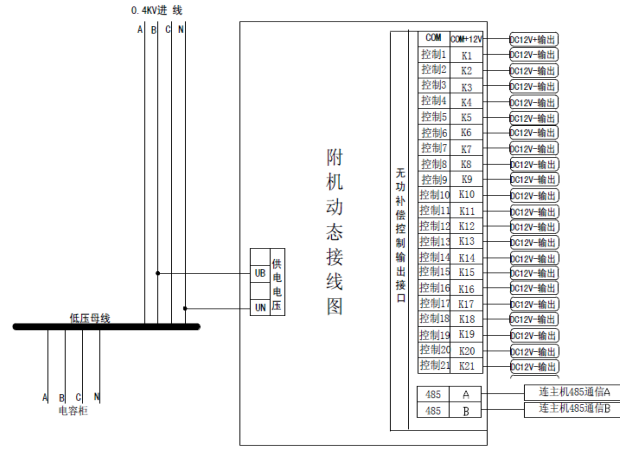 0.4KV进 线
A B C N
COM COM+12V DC12V+输出
控制1 K1 DC12V-输出
控制2 K2 DC12V-输出
控制3 K3 DC12V-输出
控制4 K4 DC12V-输出
控制5 K5 DC12V-输出
控制6 K6 DC12V-输出
控制7 K7 DC12V-输出
控制8 K8 DC12V-输出
控制9 K9 DC12V-输出
控制10 K10 DC12V-输出
控制11 K11 DC12V-输出
控制12 K12 DC12V-输出
控制13 K13 DC12V-输出
控制14 K14 DC12V-输出
控制15 K15 DC12V-输出
控制16 K16 DC12V-输出
控制17 K17 DC12V-输出
控制18 K18 DC12V-输出
控制19 K19 DC12V-输出
控制20 K20 DC12V-输出
控制21 K21 DC12V-输出
附机动态接线图
无功补偿控制输出接口
供电电压
UB
UN
低压母线
A B C N
电容柜
485 A 连主机485通信A
485 B 连主机485通信B